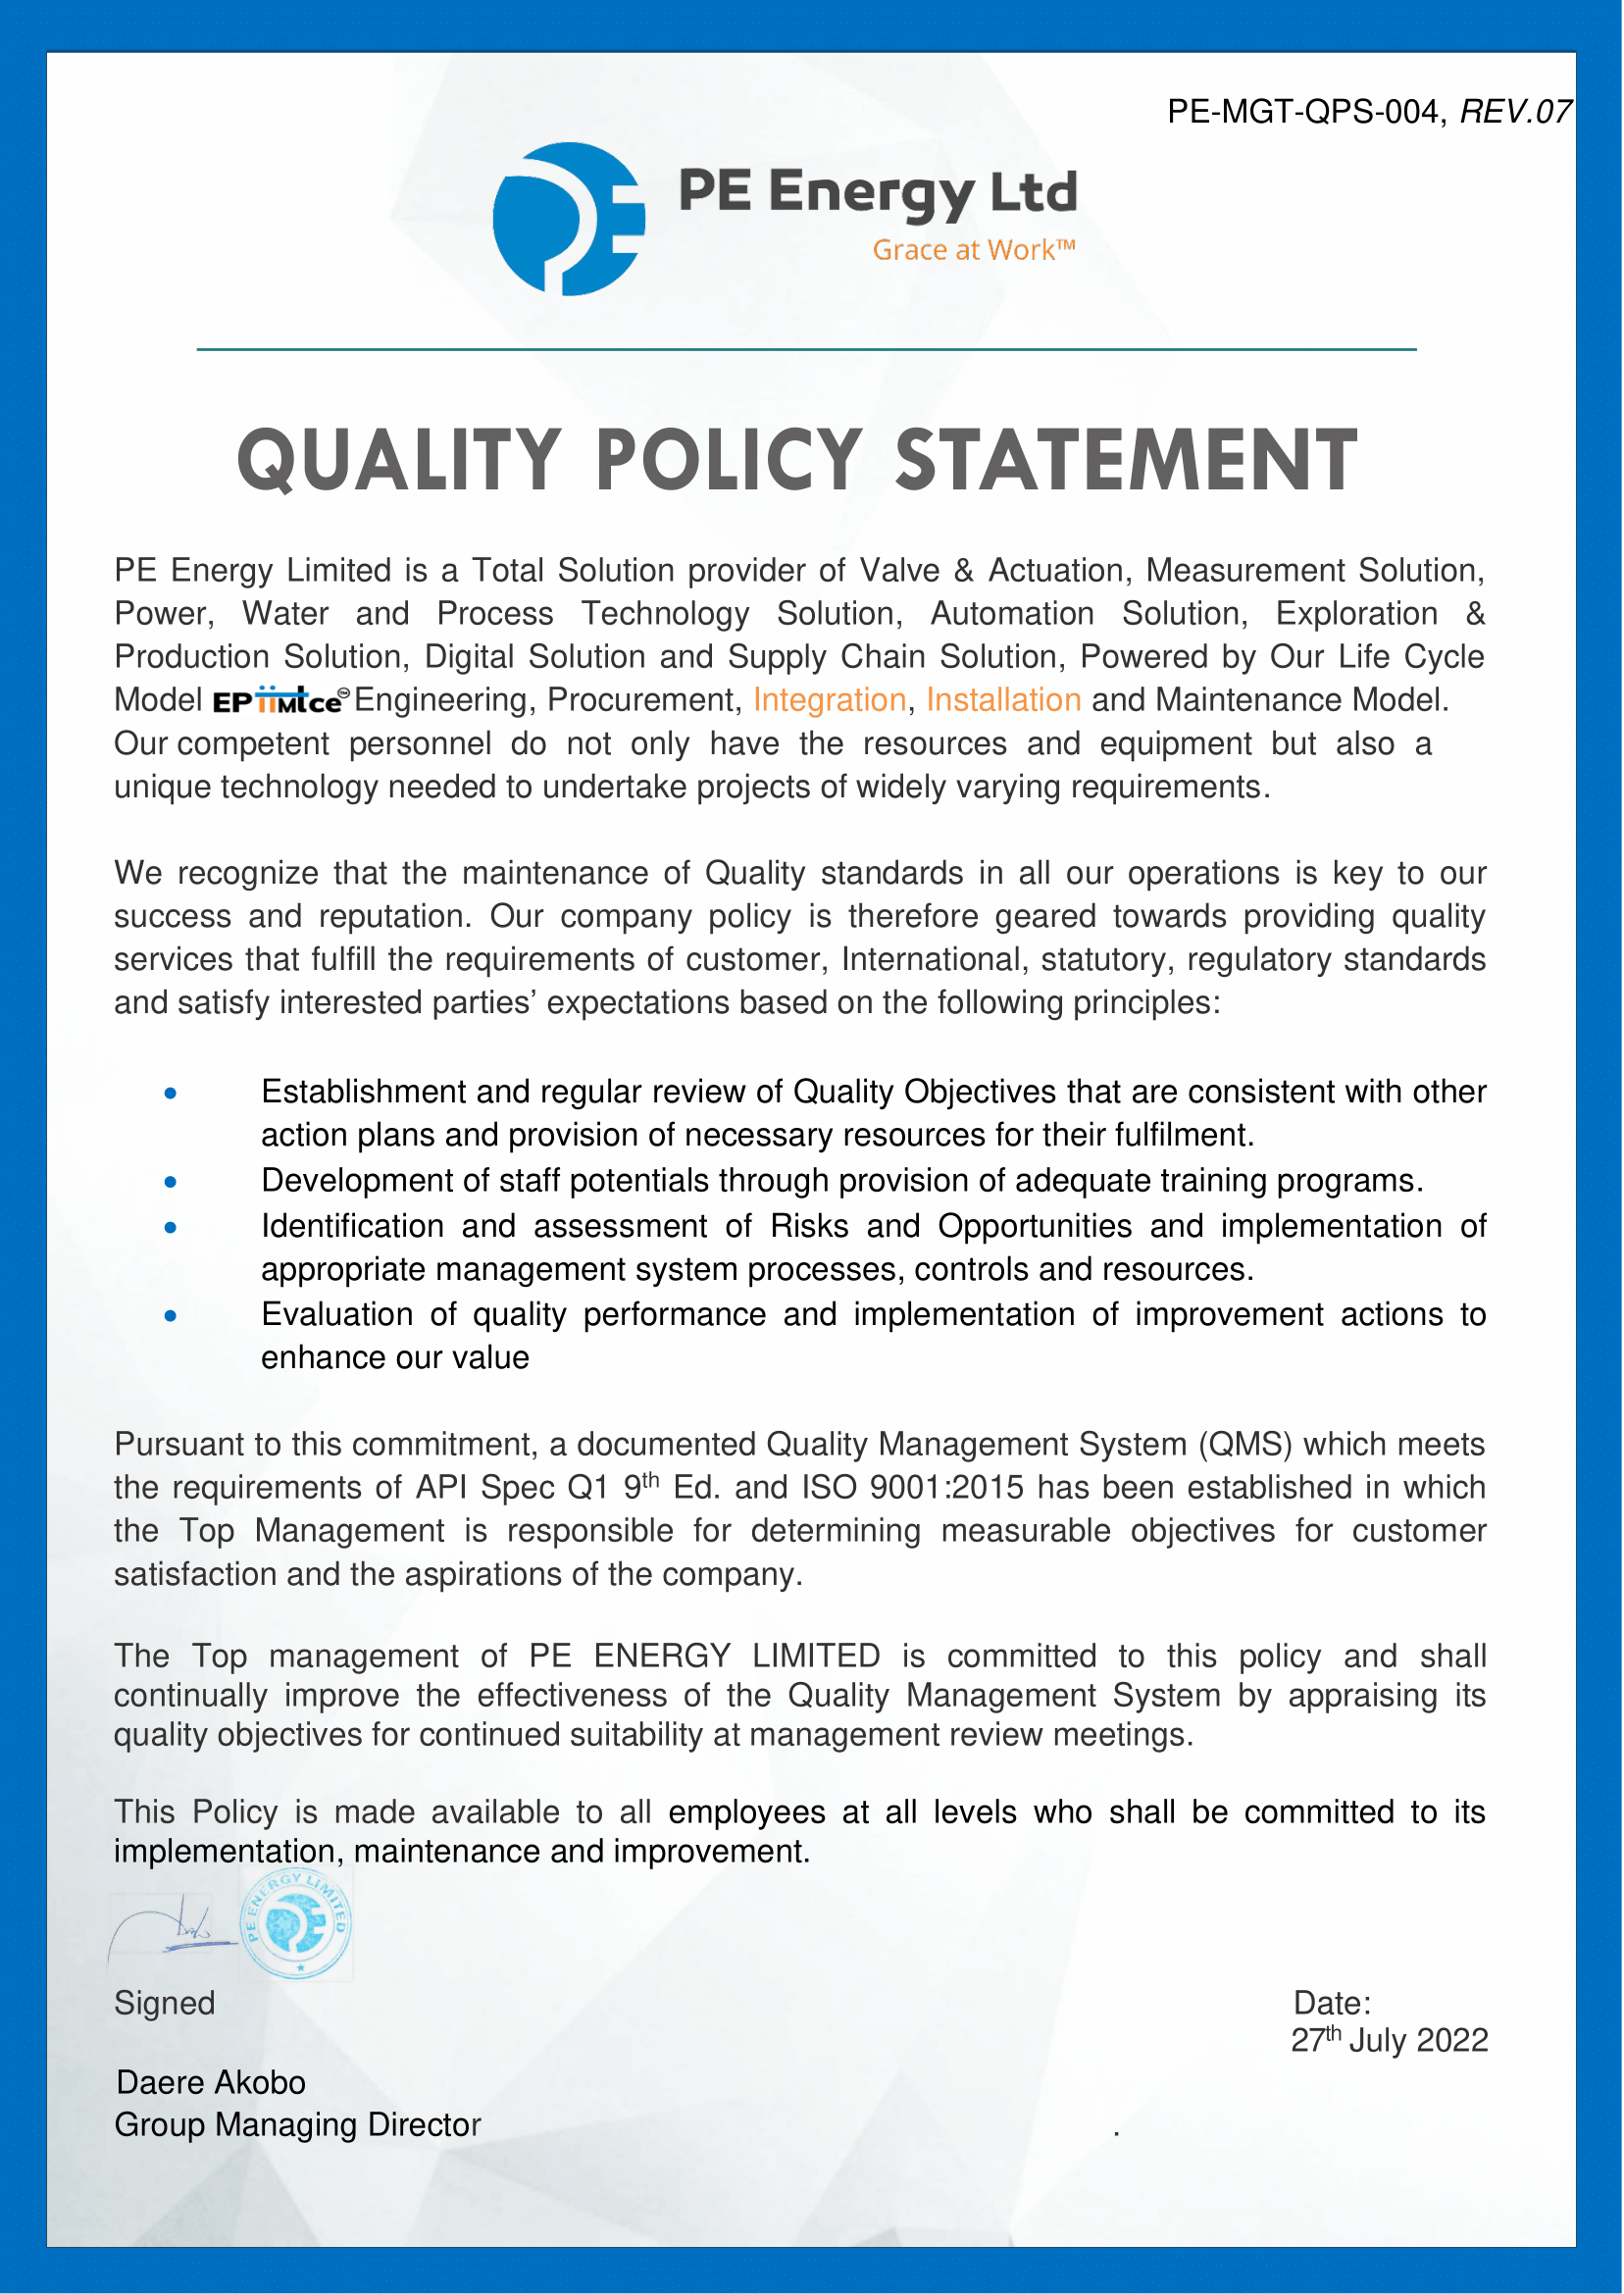 PE-MGT-QPS-004, REV.07
PE Energy Ltd
Grace at Work™
QUALITY POLICY STATEMENT
PE Energy Limited is a Total Solution provider of Valve & Actuation, Measurement Solution,
Power, Water and Process Technology Solution, Automation Solution, Exploration &
Production Solution, Digital Solution and Supply Chain Solution, Powered by Our Life Cycle
Model EPiiMtce Engineering, Procurement, Integration, Installation and Maintenance Model.
Our competent personnel do not only have the resources and equipment but also a
unique technology needed to undertake projects of widely varying requirements.
We recognize that the maintenance of Quality standards in all our operations is key to our
success and reputation. Our company policy is therefore geared towards providing quality
services that fulfill the requirements of customer, International, statutory, regulatory standards
and satisfy interested parties’ expectations based on the following principles:
• Establishment and regular review of Quality Objectives that are consistent with other
action plans and provision of necessary resources for their fulfilment.
• Development of staff potentials through provision of adequate training programs.
• Identification and assessment of Risks and Opportunities and implementation of
appropriate management system processes, controls and resources.
• Evaluation of quality performance and implementation of improvement actions to
enhance our value
Pursuant to this commitment, a documented Quality Management System (QMS) which meets
the requirements of API Spec Q1 9th Ed. and ISO 9001:2015 has been established in which
the Top Management is responsible for determining measurable objectives for customer
satisfaction and the aspirations of the company.
The Top management of PE ENERGY LIMITED is committed to this policy and shall
continually improve the effectiveness of the Quality Management System by appraising its
quality objectives for continued suitability at management review meetings.
This Policy is made available to all employees at all levels who shall be committed to its
implementation, maintenance and improvement.
PE ENERGY LIMITED
Signed
Date:
27th July 2022
Daere Akobo
Group Managing Director
.